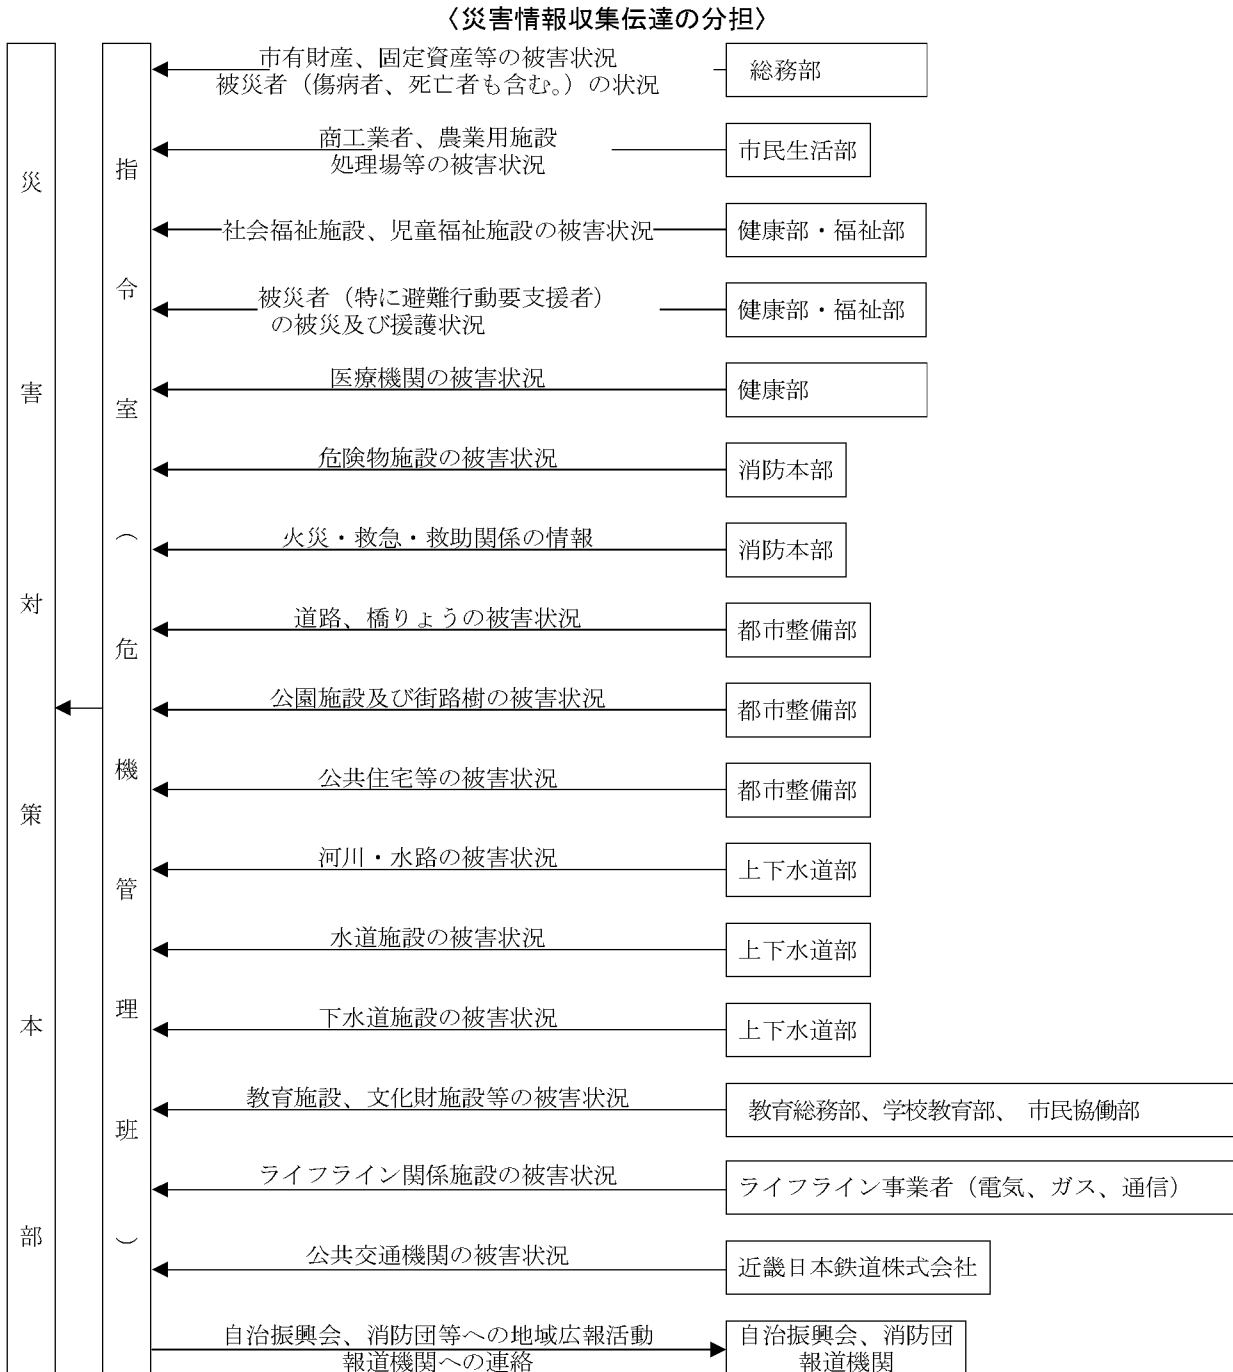 〈災害情報収集伝達の分担〉
災害対策本部
指令室（危機管理班）
市有財産、固定資産等の被害状況
被災者（傷病者、死亡者も含む。）の状況
総務部
商工業者、農業用施設
処理場等の被害状況
市民生活部
社会福祉施設、児童福祉施設の被害状況
健康部・福祉部
被災者（特に避難行動要支援者）
の被災及び援護状況
健康部・福祉部
医療機関の被害状況
健康部
危険物施設の被害状況
消防本部
火災・救急・救助関係の情報
消防本部
道路、橋りょうの被害状況
都市整備部
公園施設及び街路樹の被害状況
都市整備部
公共住宅等の被害状況
都市整備部
河川・水路の被害状況
上下水道部
水道施設の被害状況
上下水道部
下水道施設の被害状況
上下水道部
教育施設、文化財施設等の被害状況
教育総務部、学校教育部、 市民協働部
ライフライン関係施設の被害状況
ライフライン事業者（電気、ガス、通信）
公共交通機関の被害状況
近畿日本鉄道株式会社
自治振興会、消防団等への地域広報活動
報道機関への連絡
自治振興会、消防団
報道機関